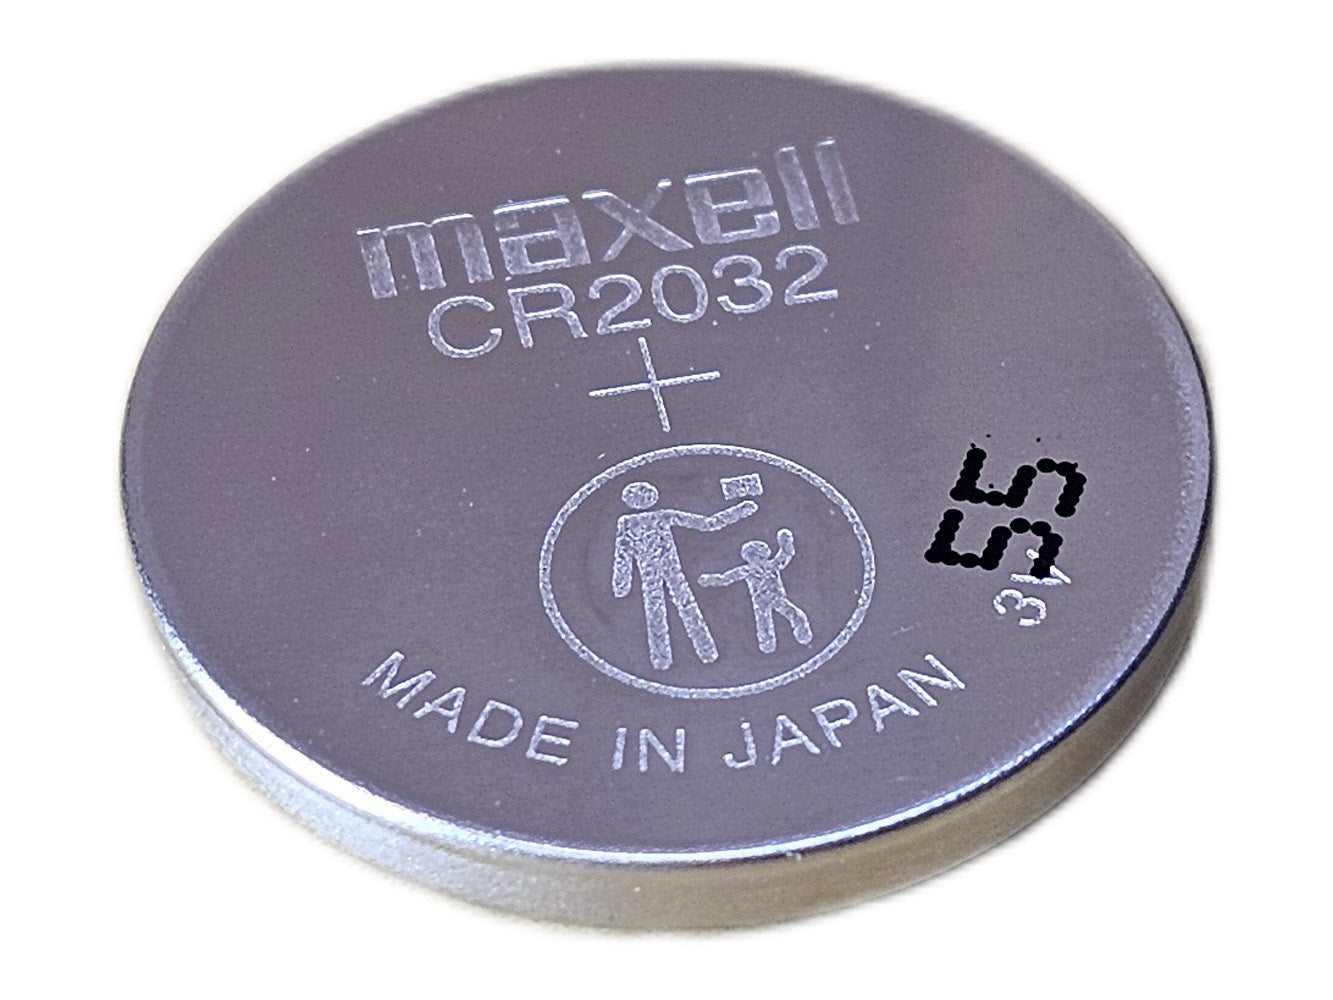 maxell
CR2032
+
55
3V
MADE IN JAPAN